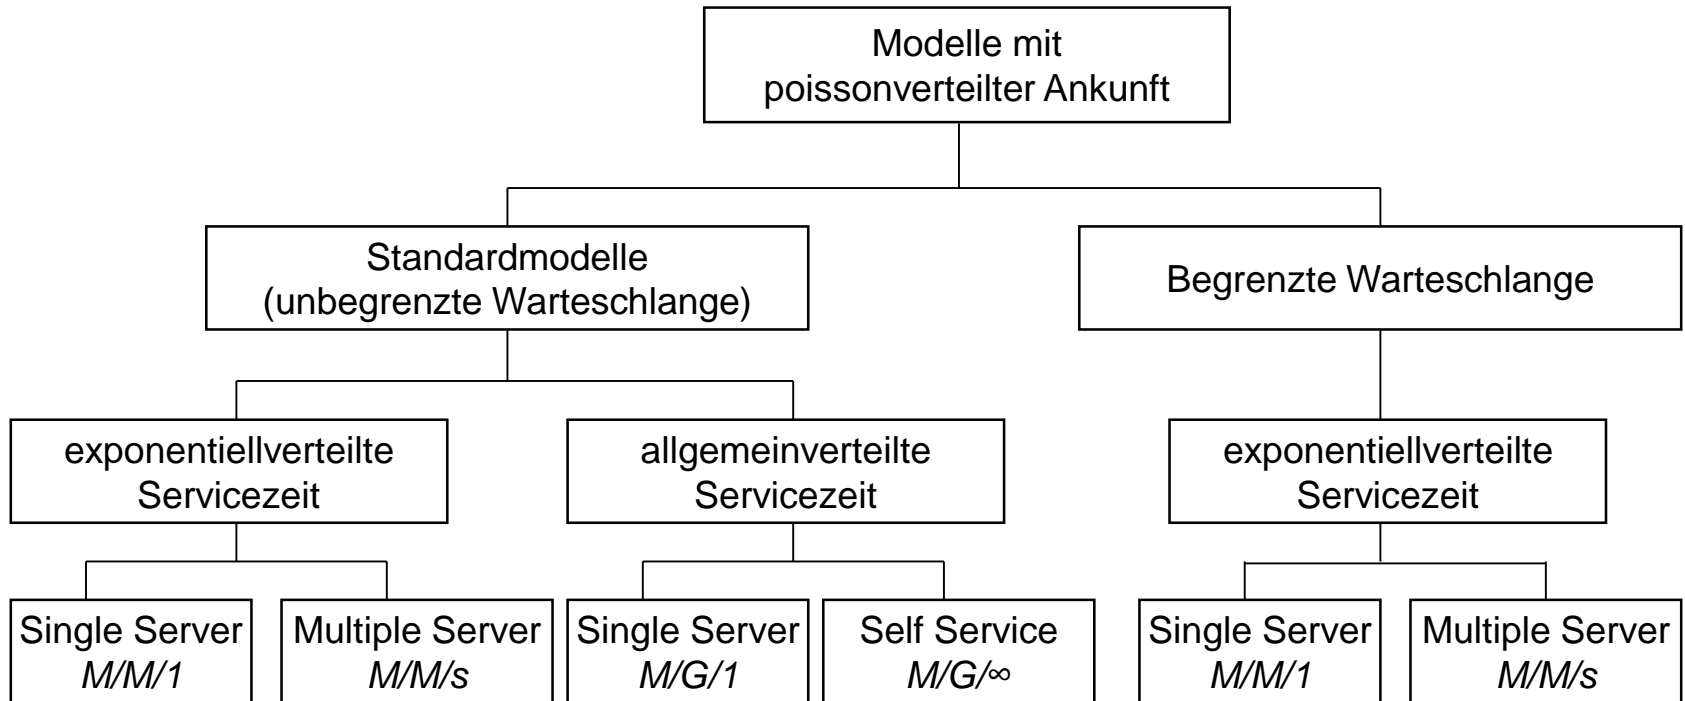 Modelle mit
poissonverteilter Ankunft
Standardmodelle
(unbegrenzte Warteschlange)
Begrenzte Warteschlange
exponentiellverteilte
Servicezeit
allgemeinverteilte
Servicezeit
exponentiellverteilte
Servicezeit
Single Server
M/M/1
Multiple Server
M/M/s
Single Server
M/G/1
Self Service
M/G/∞
Single Server
M/M/1
Multiple Server
M/M/s